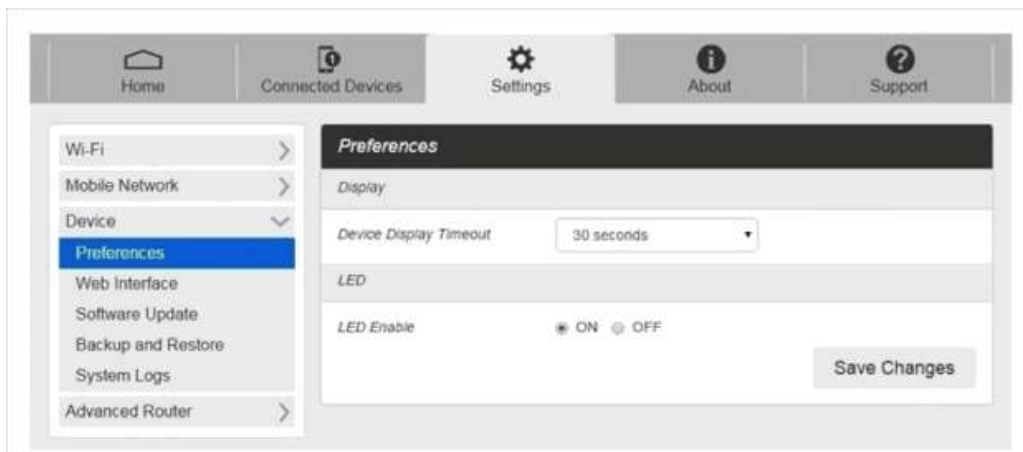 Home
Connected Devices
Settings
About
Support
Wi-Fi
Mobile Network
Device
Preferences
Web Interface
Software Update
Backup and Restore
System Logs
Advanced Router
Preferences
Display
Device Display Timeout 30 seconds
LED
LED Enable ON OFF
Save Changes